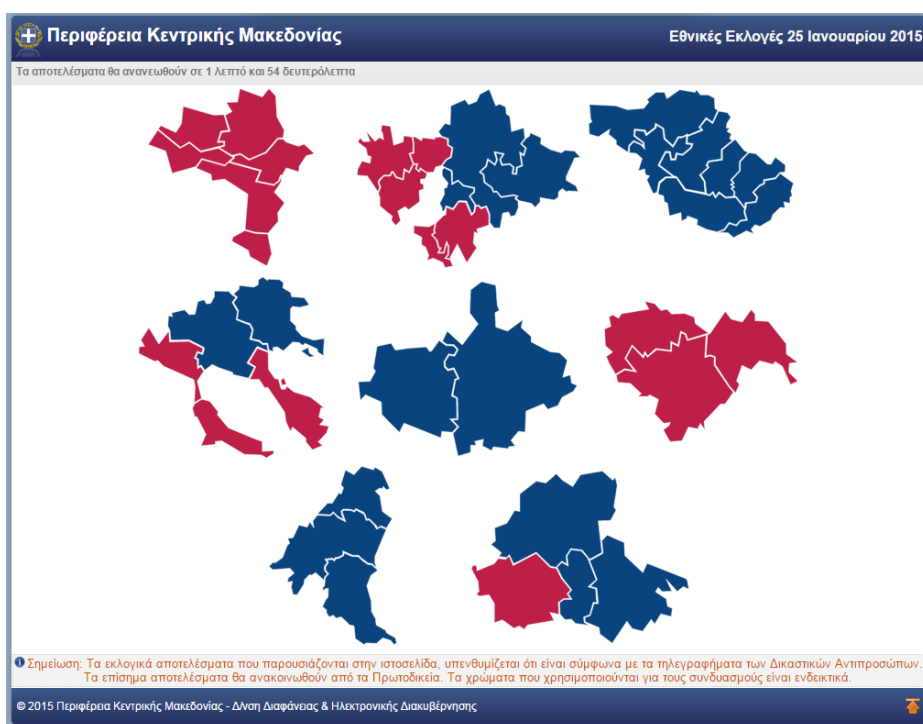 Περιφέρεια Κεντρικής Μακεδονίας
Εθνικές Εκλογές 25 Ιανουαρίου 2015
Τα αποτελέσματα θα ανανεωθούν σε 1 λεπτό και 54 δευτερόλεπτα
Σημείωση: Τα εκλογικά αποτελέσματα που παρουσιάζονται στην ιστοσελίδα, υπενθυμίζεται ότι είναι σύμφωνα με τα τηλεγραφήματα των Δικαστικών Αντιπροσώπων.
Τα επίσημα αποτελέσματα θα ανακοινωθούν από τα Πρωτοδικεία. Τα χρώματα που χρησιμοποιούνται για τους συνδυασμούς είναι ενδεικτικά.
© 2015 Περιφέρεια Κεντρικής Μακεδονίας - Δ/νση Διαφάνειας & Ηλεκτρονικής Διακυβέρνησης